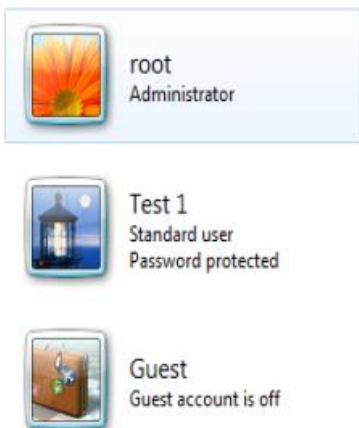 root
Administrator
Test 1
Standard user
Password protected
Guest
Guest account is off